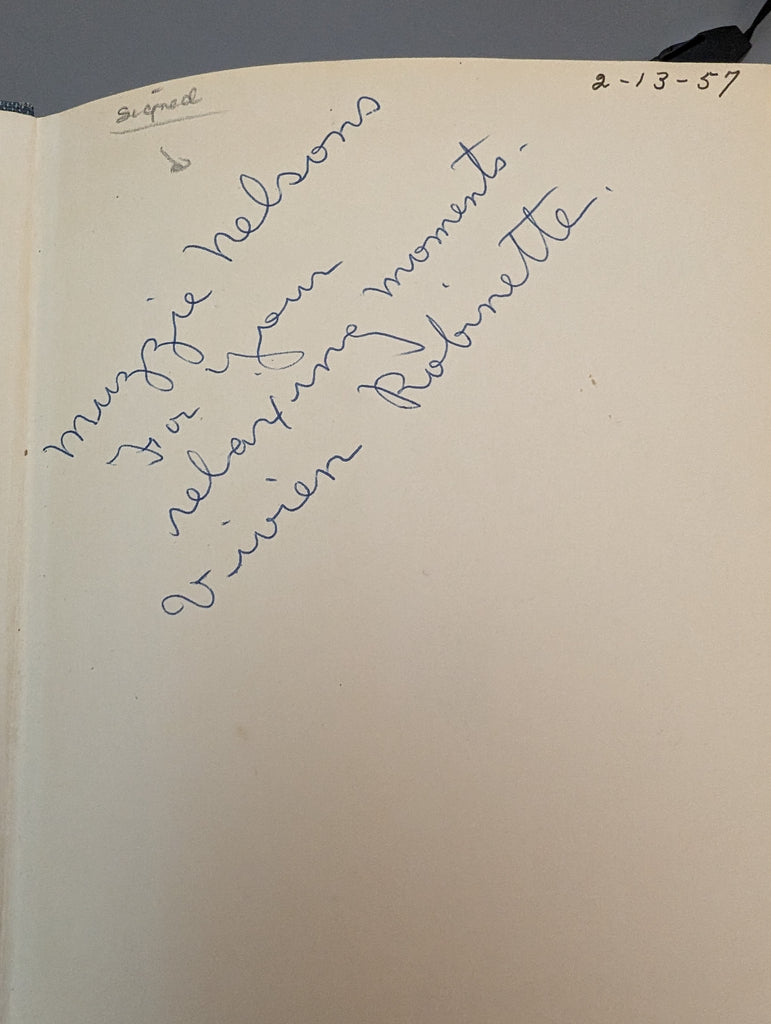 signed
2-13-57
Muzzie Nelsons
For your
relaxing moments.
Vivien Robinette.